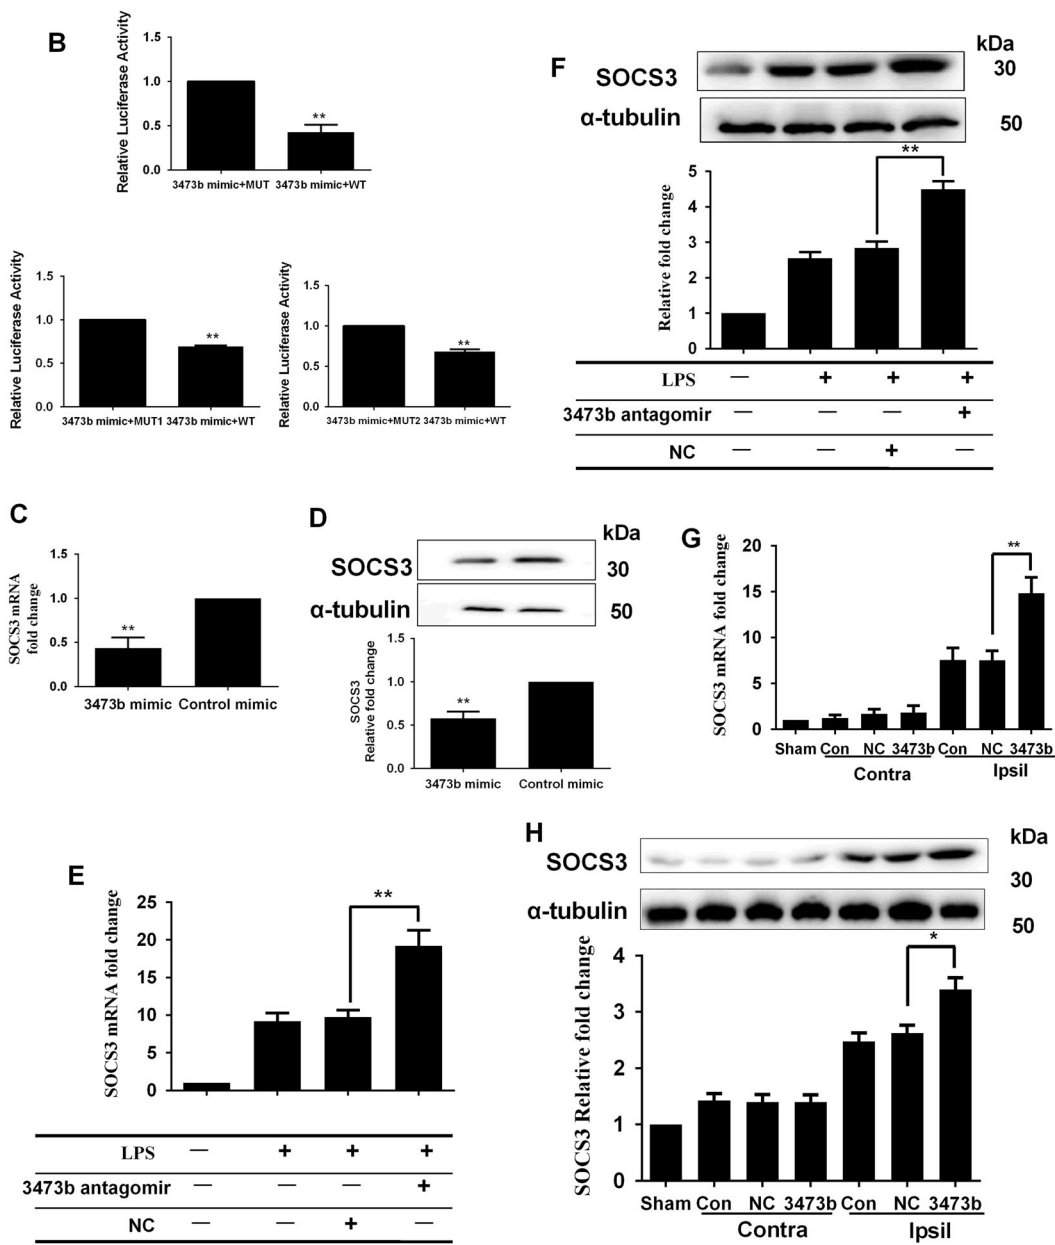 B
Relative Luciferase Activity
1.5
1.0
0.5
0.0
**
3473b mimic+MUT 3473b mimic+WT
Relative Luciferase Activity
1.5
1.0
0.5
0.0
**
3473b mimic+MUT1 3473b mimic+WT
Relative Luciferase Activity
1.5
1.0
0.5
0.0
**
3473b mimic+MUT2 3473b mimic+WT
C
SOCS3 mRNA
fold change
1.5
1.0
0.5
0.0
**
3473b mimic Control mimic
D
kDa
SOCS3 30
α-tubulin 50
SOCS3
Relative fold change
1.5
1.0
0.5
0.0
**
3473b mimic Control mimic
E
SOCS3 mRNA fold change
25
20
15
10
5
0
**
LPS — + + +
3473b antagomir — — — +
NC — — + —
F
kDa
SOCS3 30
α-tubulin 50
Relative fold change
5
4
3
2
1
0
**
LPS — + + +
3473b antagomir — — — +
NC — — + —
G
SOCS3 mRNA fold change
20
15
10
5
0
**
Sham Con NC 3473b Con NC 3473b
Contra Ipsil
H
kDa
SOCS3 30
α-tubulin 50
SOCS3 Relative fold change
4
3
2
1
0
*
Sham Con NC 3473b Con NC 3473b
Contra Ipsil